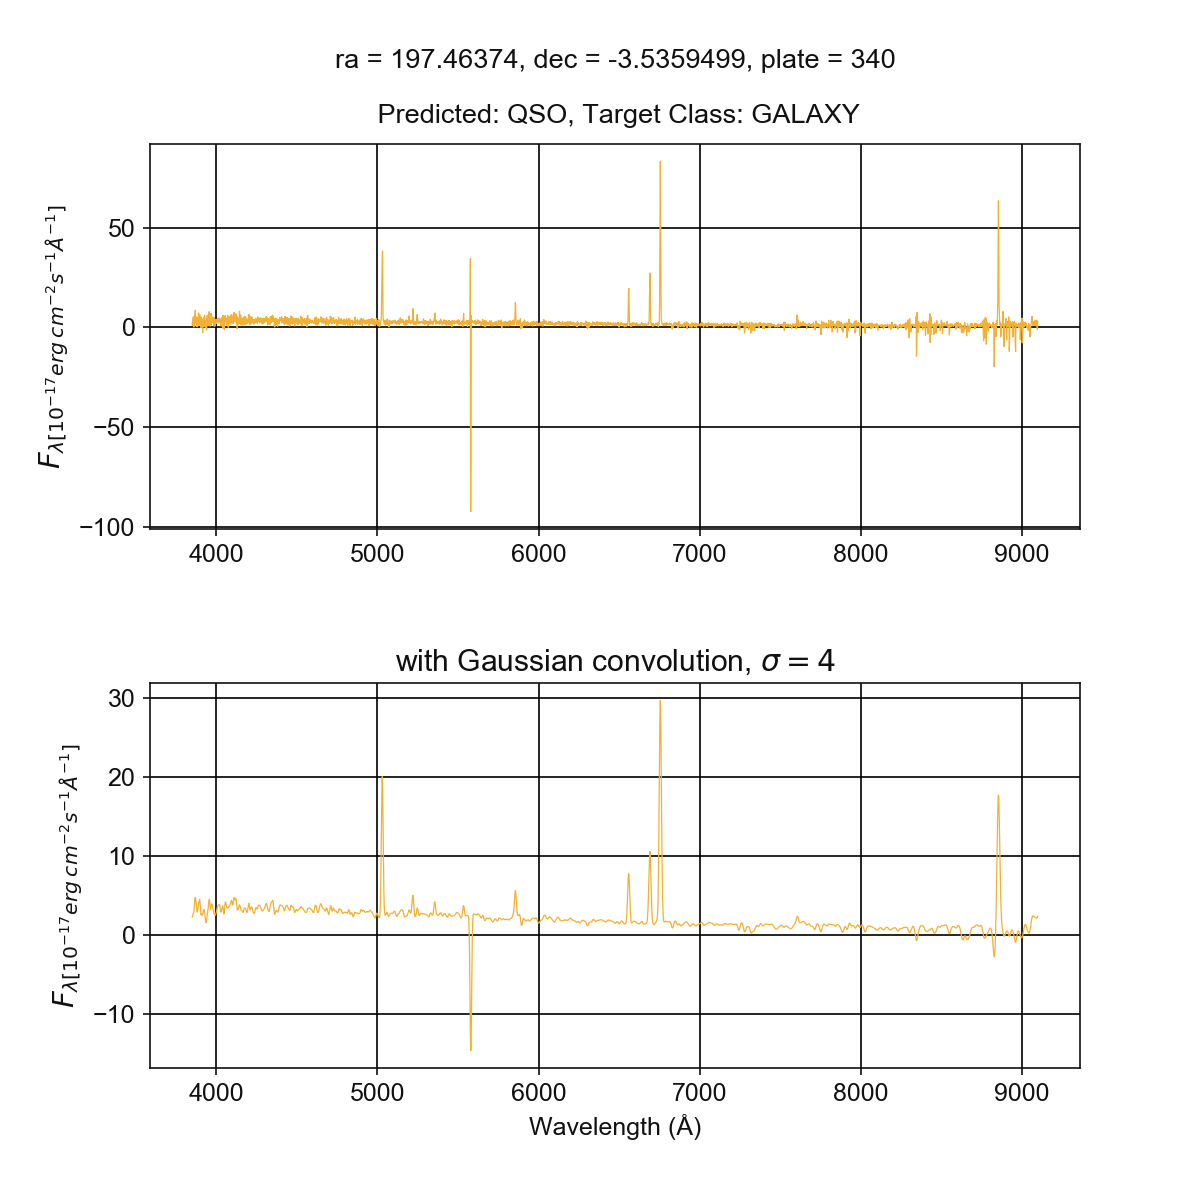 ra = 197.46374, dec = -3.5359499, plate = 340
Predicted: QSO, Target Class: GALAXY
F_{λ[10^{-17} erg cm^{-2} s^{-1} Å^{-1}]}
50
0
−50
−100
4000 5000 6000 7000 8000 9000
with Gaussian convolution, σ = 4
F_{λ[10^{-17} erg cm^{-2} s^{-1} Å^{-1}]}
30
20
10
0
−10
4000 5000 6000 7000 8000 9000
Wavelength (Å)